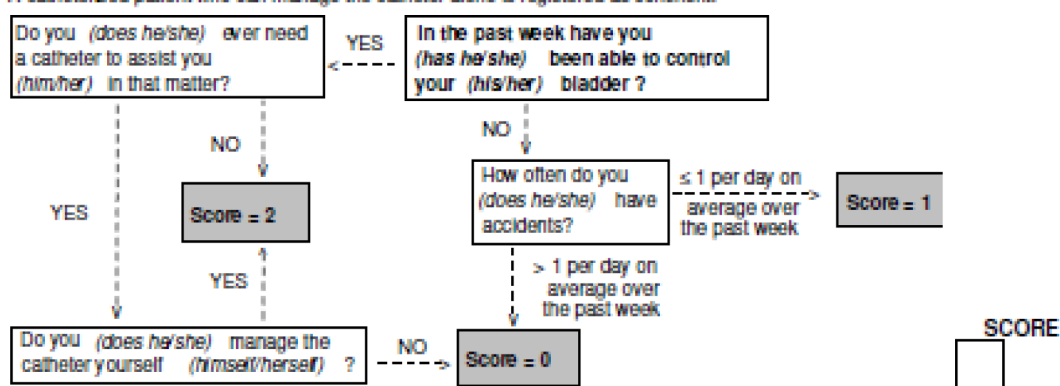 Do you (does he/she) ever need
a catheter to assist you
(him/her) in that matter?
YES
In the past week have you
(has he/she) been able to control
your (his/her) bladder ?
NO
NO
How often do you
(does he/she) have
accidents?
≤ 1 per day on
average over
the past week
Score = 1
YES
Score = 2
YES
> 1 per day on
average over
the past week
Do you (does he/she) manage the
catheter yourself (himself/herself) ?
NO
Score = 0
SCORE